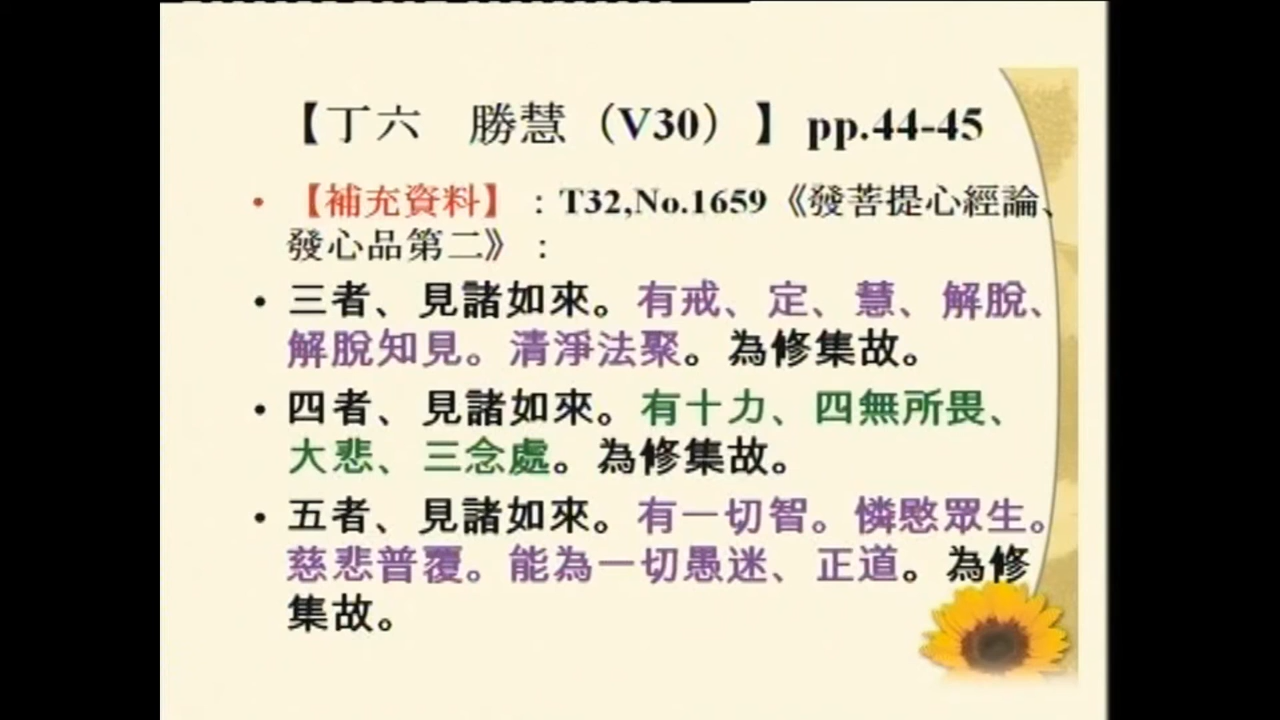 【丁六　勝慧（V30）】pp.44-45
• 【補充資料】：T32,No.1659《發菩提心經論、
發心品第二》：
• 三者、見諸如來。有戒、定、慧、解脫、
解脫知見。清淨法聚。為修集故。
• 四者、見諸如來。有十力、四無所畏、
大悲、三念處。為修集故。
• 五者、見諸如來。有一切智。憐愍眾生。
慈悲普覆。能為一切愚迷、正道。為修
集故。